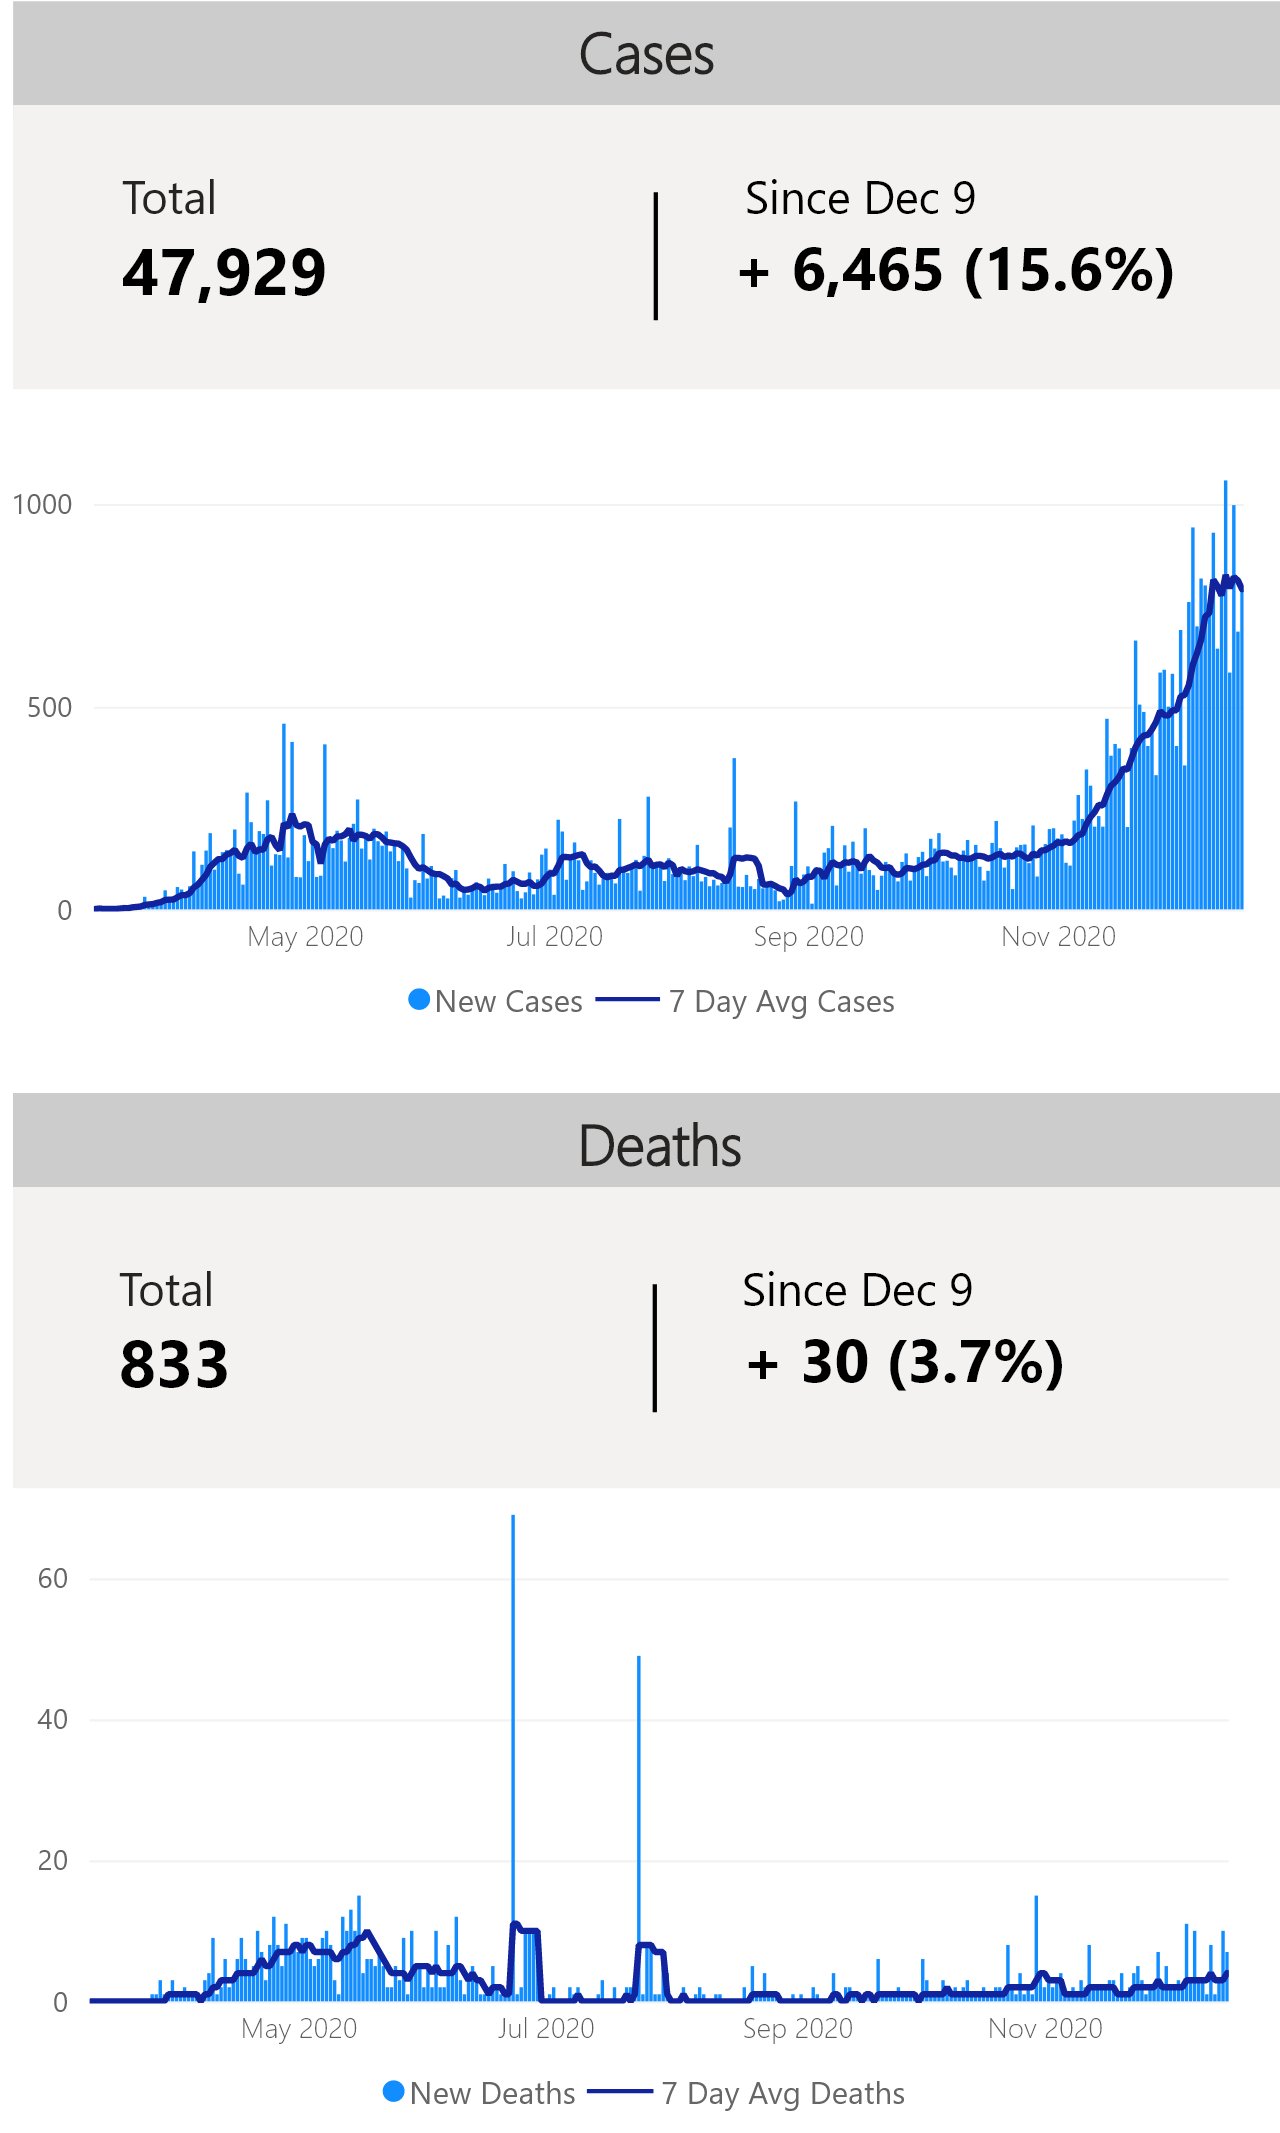 Cases
Total
Since Dec 9
47,929
+ 6,465 (15.6%)
1000
500
0
May 2020
Jul 2020
Sep 2020
Nov 2020
New Cases
7 Day Avg Cases
Deaths
Total
Since Dec 9
833
+ 30 (3.7%)
60
40
20
0
May 2020
Jul 2020
Sep 2020
Nov 2020
New Deaths
7 Day Avg Deaths